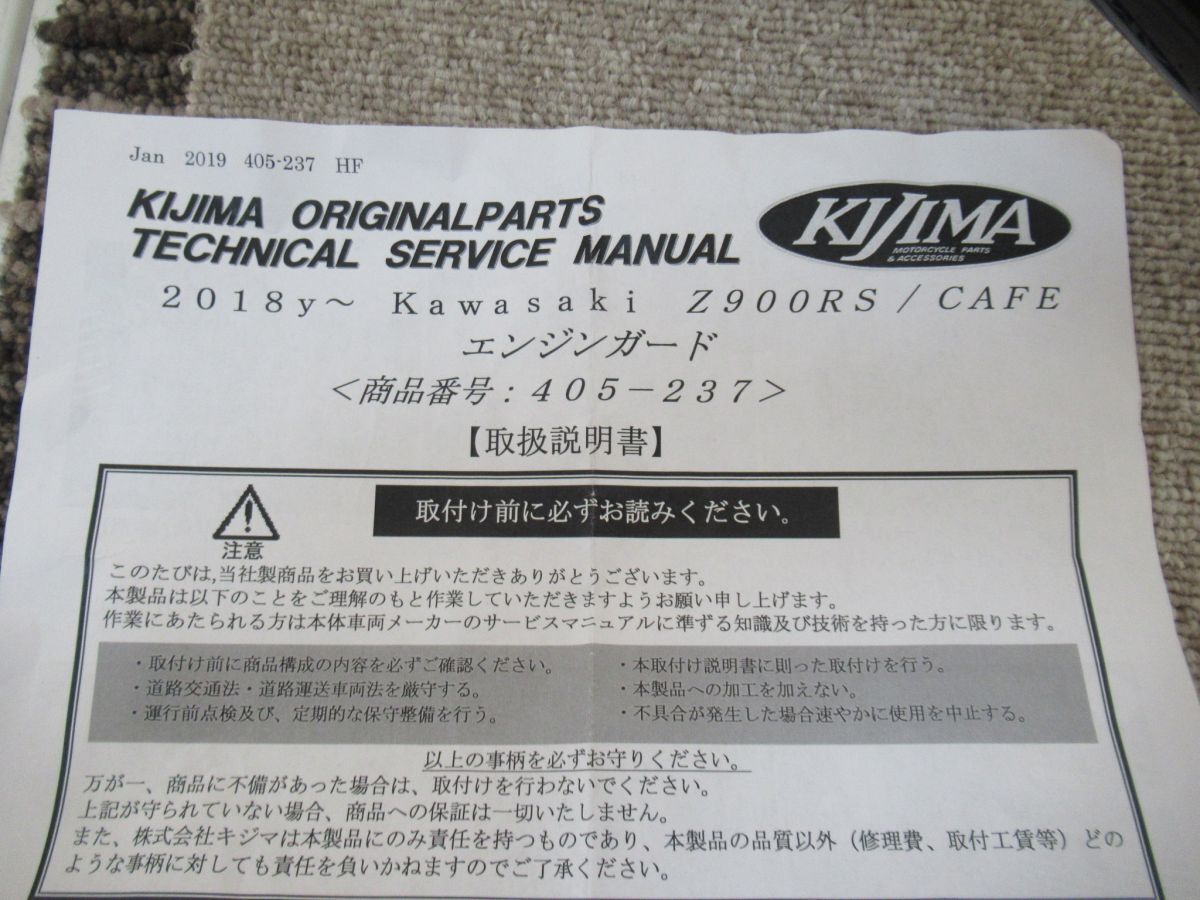 Jan 2019 405-237 HF
KIJIMA ORIGINALPARTS
TECHNICAL SERVICE MANUAL
KIJIMA
MOTORCYCLE PARTS
& ACCESSORIES
2018y～ Kawasaki Z900RS/CAFE
エンジンガード
＜商品番号：405－237＞
【取扱説明書】
注意
取付け前に必ずお読みください。
このたびは,当社製商品をお買い上げいただきありがとうございます。
本製品は以下のことをご理解のもと作業していただきますようお願い申し上げます。
作業にあたられる方は本体車両メーカーのサービスマニュアルに準ずる知識及び技術を持った方に限ります。
・取付け前に商品構成の内容を必ずご確認ください。
・道路交通法・道路運送車両法を厳守する。
・運行前点検及び、定期的な保守整備を行う。
・本取付け説明書に則った取付けを行う。
・本製品への加工を加えない。
・不具合が発生した場合速やかに使用を中止する。
以上の事柄を必ずお守りください。
万が一、商品に不備があった場合は、取付けを行わないでください。
上記が守られていない場合、商品への保証は一切いたしません。
また、株式会社キジマは本製品にのみ責任を持つものであり、本製品の品質以外（修理費、取付工賃等）どの
ような事柄に対しても責任を負いかねますのでご了承ください。